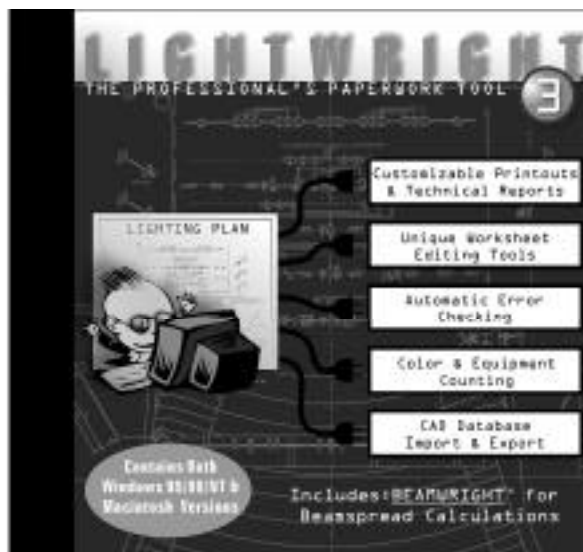 LIGHTWRIGHT
THE PROFESSIONAL'S PAPERWORK TOOL
3
Customizable Printouts
& Technical Reports
LIGHTING PLAN
Unique Worksheet
Editing Tools
Automatic Error
Checking
Color & Equipment
Counting
CAD Database
Import & Export
Contains Both
Windows 95/98/NT &
Macintosh Versions
Includes: BEAMWRIGHT for
Beamspread Calculations